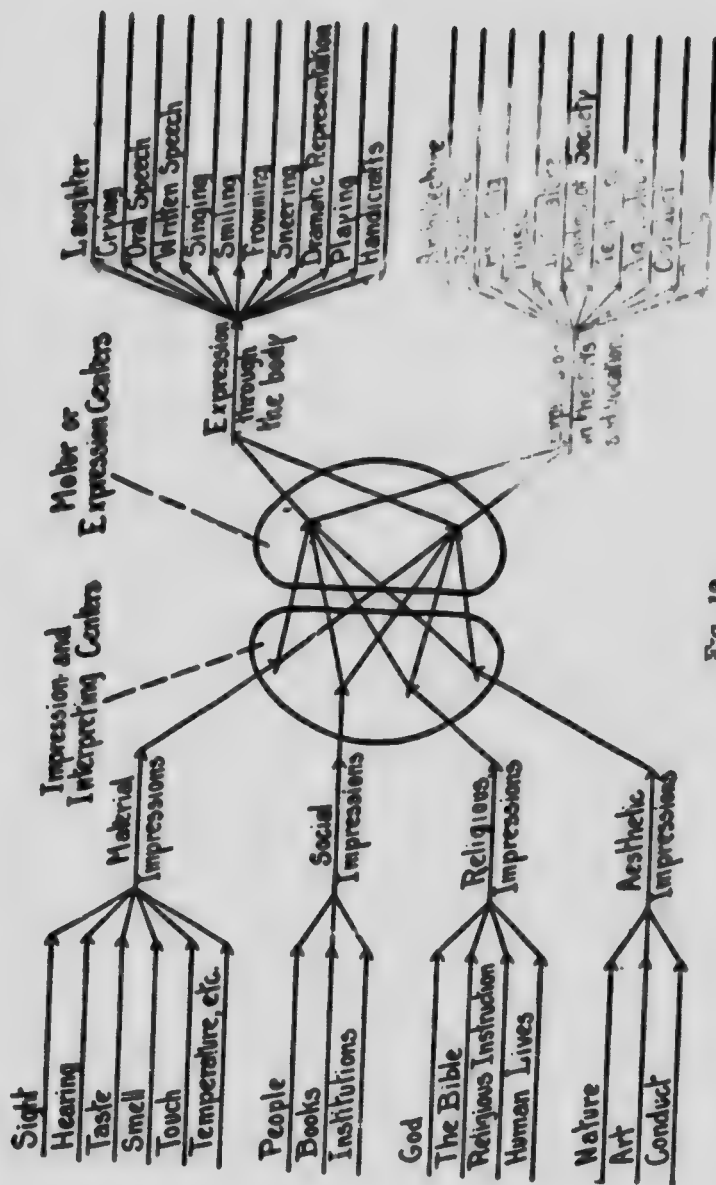 Sight
Hearing
Taste
Smell
Touch
Temperature, etc.
People
Books
Institutions
God
The Bible
Religious Instruction
Human Lives
Nature
Art
Conduct
Material
Impressions
Social
Impressions
Religious
Impressions
Aesthetic
Impressions
Impression and
Interpreting Centers
Motor or
Expression Centers
Expression
through
the body
Laughter
Crying
Oral Speech
Written Speech
Singing
Smiling
Frowning
Sneering
Dramatic Representation
Playing
Handicrafts
of Society
Conduct
Fig.